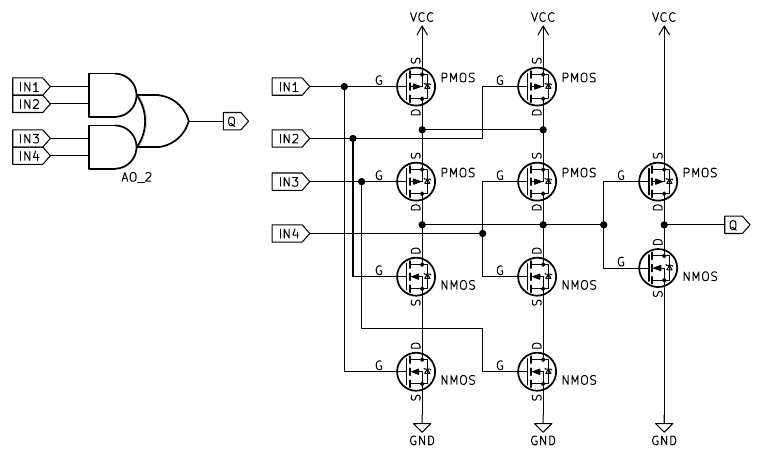 VCC VCC VCC
S S
IN1 G PMOS G PMOS
IN1
IN2
D D
Q
IN2
IN3
IN4
S S S
AO_2
IN3 G PMOS G PMOS G PMOS
D D D
Q
IN4
D D D
G NMOS G NMOS G NMOS
S S S
D D
G NMOS G NMOS
S S
GND GND GND